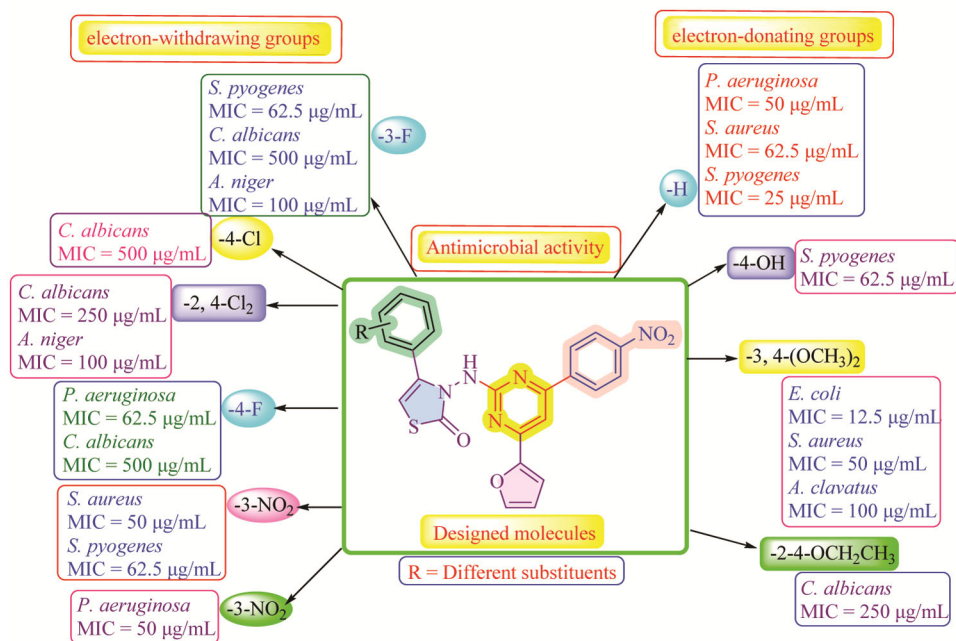 electron-withdrawing groups
electron-donating groups
S. pyogenes
MIC = 62.5 μg/mL
C. albicans
MIC = 500 μg/mL
A. niger
MIC = 100 μg/mL
-3-F
P. aeruginosa
MIC = 50 μg/mL
S. aureus
MIC = 62.5 μg/mL
S. pyogenes
MIC = 25 μg/mL
-H
C. albicans
MIC = 500 μg/mL
-4-Cl
Antimicrobial activity
-4-OH
S. pyogenes
MIC = 62.5 μg/mL
C. albicans
MIC = 250 μg/mL
A. niger
MIC = 100 μg/mL
-2, 4-Cl₂
R
NO₂
H
N
N
N
N
S
O
O
-3, 4-(OCH₃)₂
E. coli
MIC = 12.5 μg/mL
S. aureus
MIC = 50 μg/mL
A. clavatus
MIC = 100 μg/mL
P. aeruginosa
MIC = 62.5 μg/mL
C. albicans
MIC = 500 μg/mL
-4-F
S. aureus
MIC = 50 μg/mL
S. pyogenes
MIC = 62.5 μg/mL
-3-NO₂
Designed molecules
R = Different substituents
-2-4-OCH₂CH₃
C. albicans
MIC = 250 μg/mL
P. aeruginosa
MIC = 50 μg/mL
-3-NO₂